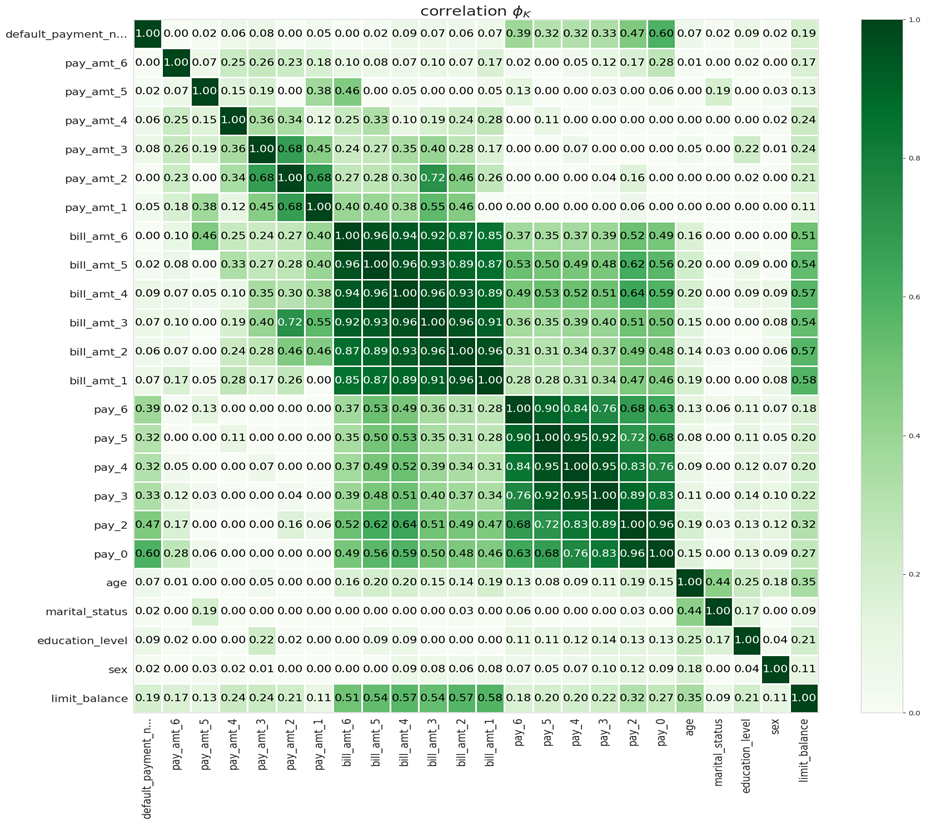 correlation ϕK
default_payment_n... 1.00 0.00 0.02 0.06 0.08 0.00 0.05 0.00 0.02 0.09 0.07 0.06 0.07 0.39 0.32 0.32 0.33 0.47 0.60 0.07 0.02 0.09 0.02 0.19
pay_amt_6 0.00 1.00 0.07 0.25 0.26 0.23 0.18 0.10 0.08 0.07 0.10 0.07 0.17 0.02 0.00 0.05 0.12 0.17 0.28 0.01 0.00 0.02 0.00 0.17
pay_amt_5 0.02 0.07 1.00 0.15 0.19 0.00 0.38 0.46 0.00 0.05 0.00 0.00 0.05 0.13 0.00 0.00 0.03 0.00 0.06 0.00 0.19 0.00 0.03 0.13
pay_amt_4 0.06 0.25 0.15 1.00 0.36 0.34 0.12 0.25 0.33 0.10 0.19 0.24 0.28 0.00 0.11 0.00 0.00 0.00 0.00 0.00 0.00 0.00 0.02 0.24
pay_amt_3 0.08 0.26 0.19 0.36 1.00 0.68 0.45 0.24 0.27 0.35 0.40 0.28 0.17 0.00 0.00 0.07 0.00 0.00 0.00 0.05 0.00 0.22 0.01 0.24
pay_amt_2 0.00 0.23 0.00 0.34 0.68 1.00 0.68 0.27 0.28 0.30 0.72 0.46 0.26 0.00 0.00 0.00 0.04 0.16 0.00 0.00 0.00 0.02 0.00 0.21
pay_amt_1 0.05 0.18 0.38 0.12 0.45 0.68 1.00 0.40 0.40 0.38 0.55 0.46 0.00 0.00 0.00 0.00 0.00 0.06 0.00 0.00 0.00 0.00 0.00 0.11
bill_amt_6 0.00 0.10 0.46 0.25 0.24 0.27 0.40 1.00 0.96 0.94 0.92 0.87 0.85 0.37 0.35 0.37 0.39 0.52 0.49 0.16 0.00 0.00 0.00 0.51
bill_amt_5 0.02 0.08 0.00 0.33 0.27 0.28 0.40 0.96 1.00 0.96 0.93 0.89 0.87 0.53 0.50 0.49 0.48 0.62 0.56 0.20 0.00 0.09 0.00 0.54
bill_amt_4 0.09 0.07 0.05 0.10 0.35 0.30 0.38 0.94 0.96 1.00 0.96 0.93 0.89 0.49 0.53 0.52 0.51 0.64 0.59 0.20 0.00 0.09 0.09 0.57
bill_amt_3 0.07 0.10 0.00 0.19 0.40 0.72 0.55 0.92 0.93 0.96 1.00 0.96 0.91 0.36 0.35 0.39 0.40 0.51 0.50 0.15 0.00 0.00 0.08 0.54
bill_amt_2 0.06 0.07 0.00 0.24 0.28 0.46 0.46 0.87 0.89 0.93 0.96 1.00 0.96 0.31 0.31 0.34 0.37 0.49 0.48 0.14 0.03 0.00 0.06 0.57
bill_amt_1 0.07 0.17 0.05 0.28 0.17 0.26 0.00 0.85 0.87 0.89 0.91 0.96 1.00 0.28 0.28 0.31 0.34 0.47 0.46 0.19 0.00 0.00 0.08 0.58
pay_6 0.39 0.02 0.13 0.00 0.00 0.00 0.00 0.37 0.53 0.49 0.36 0.31 0.28 1.00 0.90 0.84 0.76 0.68 0.63 0.13 0.06 0.11 0.07 0.18
pay_5 0.32 0.00 0.00 0.11 0.00 0.00 0.00 0.35 0.50 0.53 0.35 0.31 0.28 0.90 1.00 0.95 0.92 0.72 0.68 0.08 0.00 0.11 0.05 0.20
pay_4 0.32 0.05 0.00 0.00 0.07 0.00 0.00 0.37 0.49 0.52 0.39 0.34 0.31 0.84 0.95 1.00 0.95 0.83 0.76 0.09 0.00 0.12 0.07 0.20
pay_3 0.33 0.12 0.03 0.00 0.00 0.04 0.00 0.39 0.48 0.51 0.40 0.37 0.34 0.76 0.92 0.95 1.00 0.89 0.83 0.11 0.00 0.14 0.10 0.22
pay_2 0.47 0.17 0.00 0.00 0.00 0.16 0.06 0.52 0.62 0.64 0.51 0.49 0.47 0.68 0.72 0.83 0.89 1.00 0.96 0.19 0.03 0.13 0.12 0.32
pay_0 0.60 0.28 0.06 0.00 0.00 0.00 0.00 0.49 0.56 0.59 0.50 0.48 0.46 0.63 0.68 0.76 0.83 0.96 1.00 0.15 0.00 0.13 0.09 0.27
age 0.07 0.01 0.00 0.00 0.05 0.00 0.00 0.16 0.20 0.20 0.15 0.14 0.19 0.13 0.08 0.09 0.11 0.19 0.15 1.00 0.44 0.25 0.18 0.35
marital_status 0.02 0.00 0.19 0.00 0.00 0.00 0.00 0.00 0.00 0.00 0.00 0.03 0.00 0.06 0.00 0.00 0.00 0.03 0.00 0.44 1.00 0.17 0.00 0.09
education_level 0.09 0.02 0.00 0.00 0.22 0.02 0.00 0.00 0.09 0.09 0.00 0.00 0.00 0.11 0.11 0.12 0.14 0.13 0.13 0.25 0.17 1.00 0.04 0.21
sex 0.02 0.00 0.03 0.02 0.01 0.00 0.00 0.00 0.00 0.09 0.08 0.06 0.08 0.07 0.05 0.07 0.10 0.12 0.09 0.18 0.00 0.04 1.00 0.11
limit_balance 0.19 0.17 0.13 0.24 0.24 0.21 0.11 0.51 0.54 0.57 0.54 0.57 0.58 0.18 0.20 0.20 0.22 0.32 0.27 0.35 0.09 0.21 0.11 1.00
default_payment_n...
pay_amt_6
pay_amt_5
pay_amt_4
pay_amt_3
pay_amt_2
pay_amt_1
bill_amt_6
bill_amt_5
bill_amt_4
bill_amt_3
bill_amt_2
bill_amt_1
pay_6
pay_5
pay_4
pay_3
pay_2
pay_0
age
marital_status
education_level
sex
limit_balance
1.0
0.8
0.6
0.4
0.2
0.0